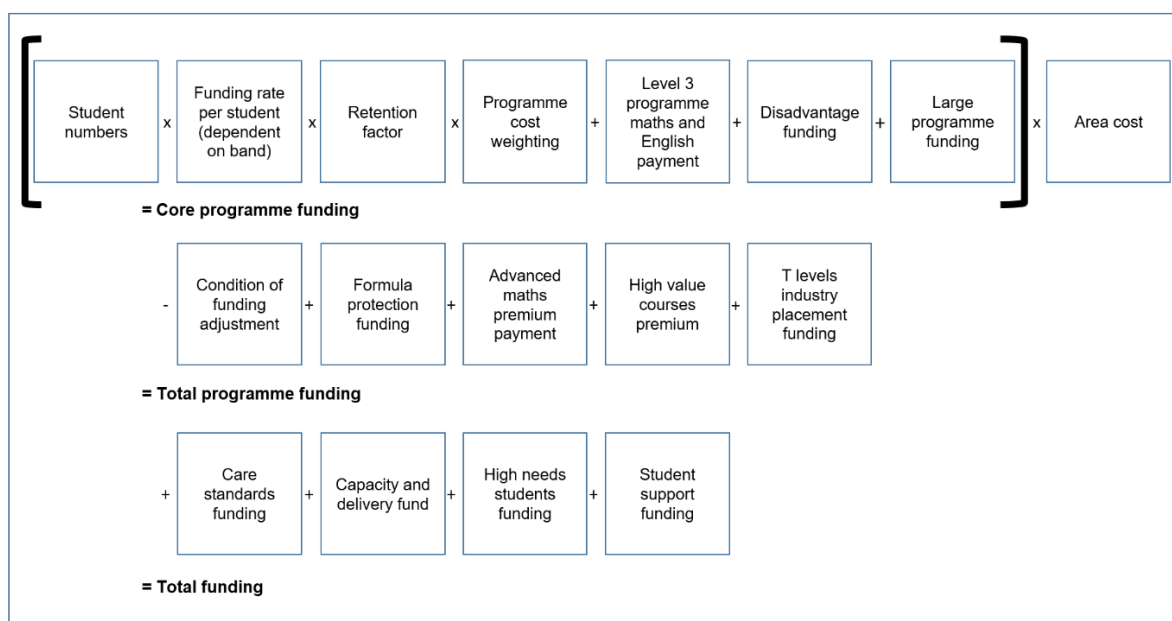 Student
numbers
x
Funding rate
per student
(dependent
on band)
x
Retention
factor
x
Programme
cost
weighting
+
Level 3
programme
maths and
English
payment
+
Disadvantage
funding
+
Large
programme
funding
x
Area cost
= Core programme funding
-
Condition of
funding
adjustment
+
Formula
protection
funding
+
Advanced
maths
premium
payment
+
High value
courses
premium
+
T levels
industry
placement
funding
= Total programme funding
+
Care
standards
funding
+
Capacity and
delivery fund
+
High needs
students
funding
+
Student
support
funding
= Total funding